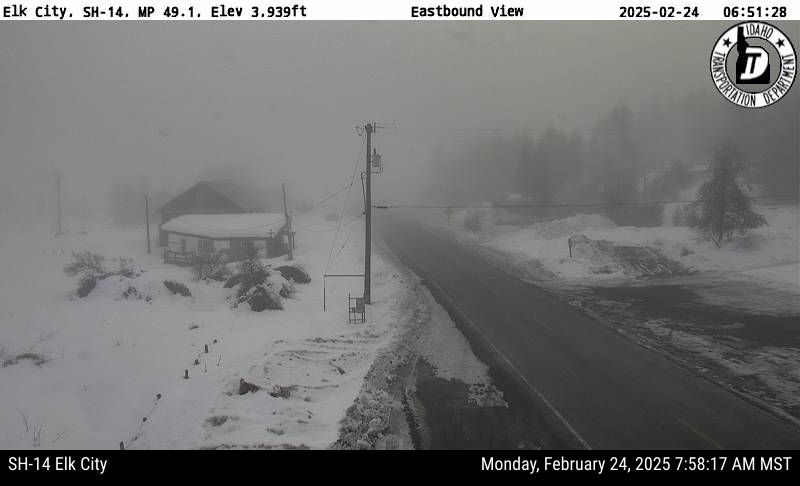 Elk City, SH-14, MP 49.1, Elev 3,939ft Eastbound View 2025-02-24 06:51:28
IDAHO TRANSPORTATION DEPARTMENT
SH-14 Elk City Monday, February 24, 2025 7:58:17 AM MST